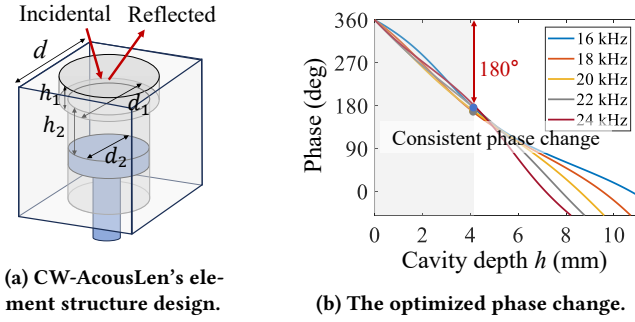 Incidental Reflected
d
h1
d1
h2
d2
(a) CW-AcousLen's ele-
ment structure design.
360
270
180
90
0
Phase (deg)
180°
16 kHz
18 kHz
20 kHz
22 kHz
24 kHz
Consistent phase change
0 2 4 6 8 10
Cavity depth h (mm)
(b) The optimized phase change.